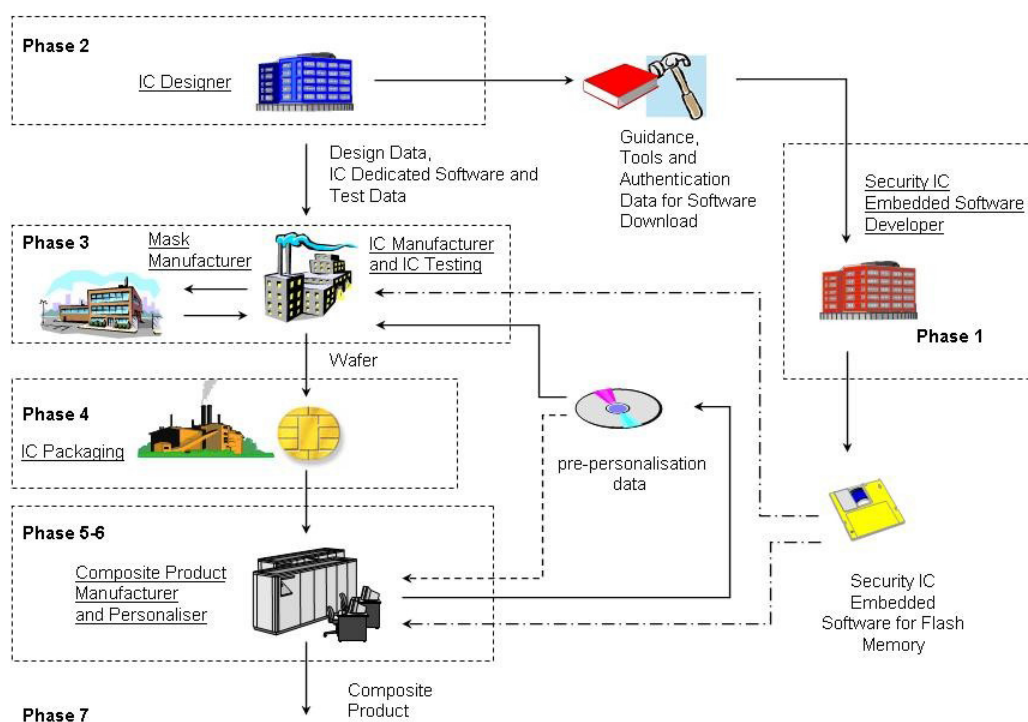 Phase 2
IC Designer
Guidance,
Tools and
Authentication
Data for Software
Download
Design Data,
IC Dedicated Software and
Test Data
Security IC
Embedded Software
Developer
Phase 1
Phase 3
Mask
Manufacturer
IC Manufacturer
and IC Testing
Wafer
Phase 4
IC Packaging
pre-personalisation
data
Phase 5-6
Composite Product
Manufacturer
and Personaliser
Security IC
Embedded
Software for Flash
Memory
Composite
Product
Phase 7